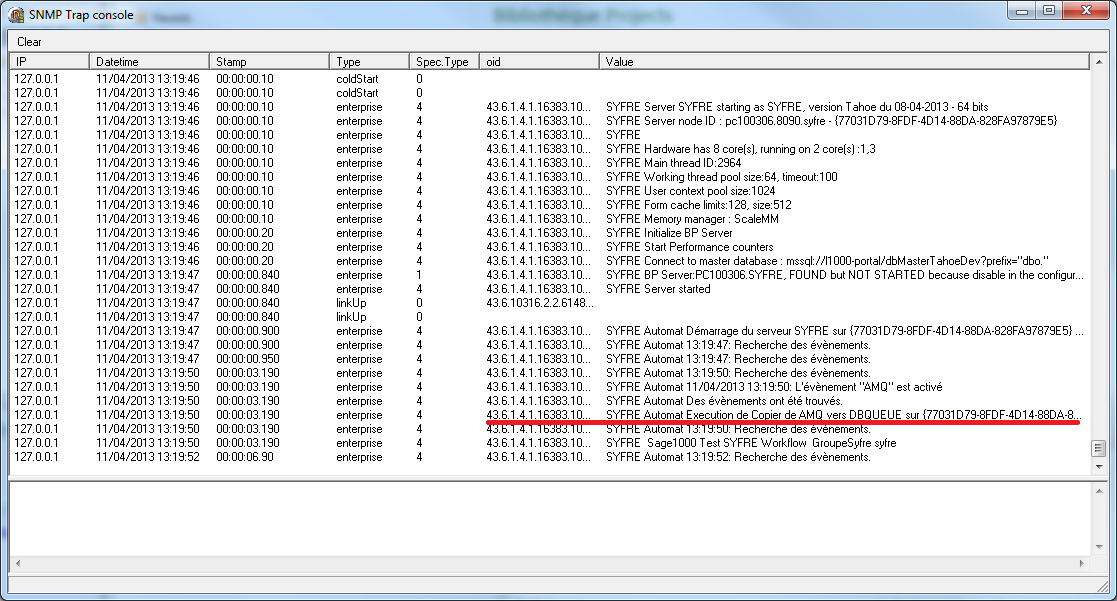 SNMP Trap console
Clear
IP Datetime Stamp Type Spec.Type oid Value
127.0.0.1 11/04/2013 13:19:46 00:00:00.10 coldStart 0
127.0.0.1 11/04/2013 13:19:46 00:00:00.10 coldStart 0
127.0.0.1 11/04/2013 13:19:46 00:00:00.10 enterprise 4 43.6.1.4.1.16383.10... SYFRE Server SYFRE starting as SYFRE, version Tahoe du 08-04-2013 - 64 bits
127.0.0.1 11/04/2013 13:19:46 00:00:00.10 enterprise 4 43.6.1.4.1.16383.10... SYFRE Server node ID : pc100306.8090.syfre - {77031D79-8FDF-4D14-88DA-828FA97879E5}
127.0.0.1 11/04/2013 13:19:46 00:00:00.10 enterprise 4 43.6.1.4.1.16383.10... SYFRE
127.0.0.1 11/04/2013 13:19:46 00:00:00.10 enterprise 4 43.6.1.4.1.16383.10... SYFRE Hardware has 8 core(s), running on 2 core(s) :1,3
127.0.0.1 11/04/2013 13:19:46 00:00:00.10 enterprise 4 43.6.1.4.1.16383.10... SYFRE Main thread ID:2964
127.0.0.1 11/04/2013 13:19:46 00:00:00.10 enterprise 4 43.6.1.4.1.16383.10... SYFRE Working thread pool size:64, timeout:100
127.0.0.1 11/04/2013 13:19:46 00:00:00.10 enterprise 4 43.6.1.4.1.16383.10... SYFRE User context pool size:1024
127.0.0.1 11/04/2013 13:19:46 00:00:00.10 enterprise 4 43.6.1.4.1.16383.10... SYFRE Form cache limits:128, size:512
127.0.0.1 11/04/2013 13:19:46 00:00:00.10 enterprise 4 43.6.1.4.1.16383.10... SYFRE Memory manager : ScaleMM
127.0.0.1 11/04/2013 13:19:46 00:00:00.20 enterprise 4 43.6.1.4.1.16383.10... SYFRE Initialize BP Server
127.0.0.1 11/04/2013 13:19:46 00:00:00.20 enterprise 4 43.6.1.4.1.16383.10... SYFRE Start Performance counters
127.0.0.1 11/04/2013 13:19:46 00:00:00.20 enterprise 4 43.6.1.4.1.16383.10... SYFRE Connect to master database : mssql://l1000-portal/dbMasterTahoeDev?prefix="dbo."
127.0.0.1 11/04/2013 13:19:47 00:00:00.840 enterprise 1 43.6.1.4.1.16383.10... SYFRE BP Server:PC100306.SYFRE, FOUND but NOT STARTED because disable in the configur...
127.0.0.1 11/04/2013 13:19:47 00:00:00.840 enterprise 4 43.6.1.4.1.16383.10... SYFRE Server started
127.0.0.1 11/04/2013 13:19:47 00:00:00.840 linkUp 0 43.6.10316.2.2.6148...
127.0.0.1 11/04/2013 13:19:47 00:00:00.840 linkUp 0
127.0.0.1 11/04/2013 13:19:47 00:00:00.900 enterprise 4 43.6.1.4.1.16383.10... SYFRE Automat Démarrage du serveur SYFRE sur {77031D79-8FDF-4D14-88DA-828FA97879E5} ...
127.0.0.1 11/04/2013 13:19:47 00:00:00.900 enterprise 4 43.6.1.4.1.16383.10... SYFRE Automat 13:19:47: Recherche des évènements.
127.0.0.1 11/04/2013 13:19:47 00:00:00.950 enterprise 4 43.6.1.4.1.16383.10... SYFRE Automat 13:19:47: Recherche des évènements.
127.0.0.1 11/04/2013 13:19:50 00:00:03.190 enterprise 4 43.6.1.4.1.16383.10... SYFRE Automat 13:19:50: Recherche des évènements.
127.0.0.1 11/04/2013 13:19:50 00:00:03.190 enterprise 4 43.6.1.4.1.16383.10... SYFRE Automat 11/04/2013 13:19:50: L'évènement "AMQ" est activé
127.0.0.1 11/04/2013 13:19:50 00:00:03.190 enterprise 4 43.6.1.4.1.16383.10... SYFRE Automat Des évènements ont été trouvés.
127.0.0.1 11/04/2013 13:19:50 00:00:03.190 enterprise 4 43.6.1.4.1.16383.10... SYFRE Automat Execution de Copier de AMQ vers DBQUEUE sur {77031D79-8FDF-4D14-88DA-8...
127.0.0.1 11/04/2013 13:19:50 00:00:03.190 enterprise 4 43.6.1.4.1.16383.10... SYFRE Automat 13:19:50: Recherche des évènements.
127.0.0.1 11/04/2013 13:19:50 00:00:03.190 enterprise 4 43.6.1.4.1.16383.10... SYFRE Sage1000 Test SYFRE Workflow GroupeSyfre syfre
127.0.0.1 11/04/2013 13:19:52 00:00:06.90 enterprise 4 43.6.1.4.1.16383.10... SYFRE Automat 13:19:52: Recherche des évènements.